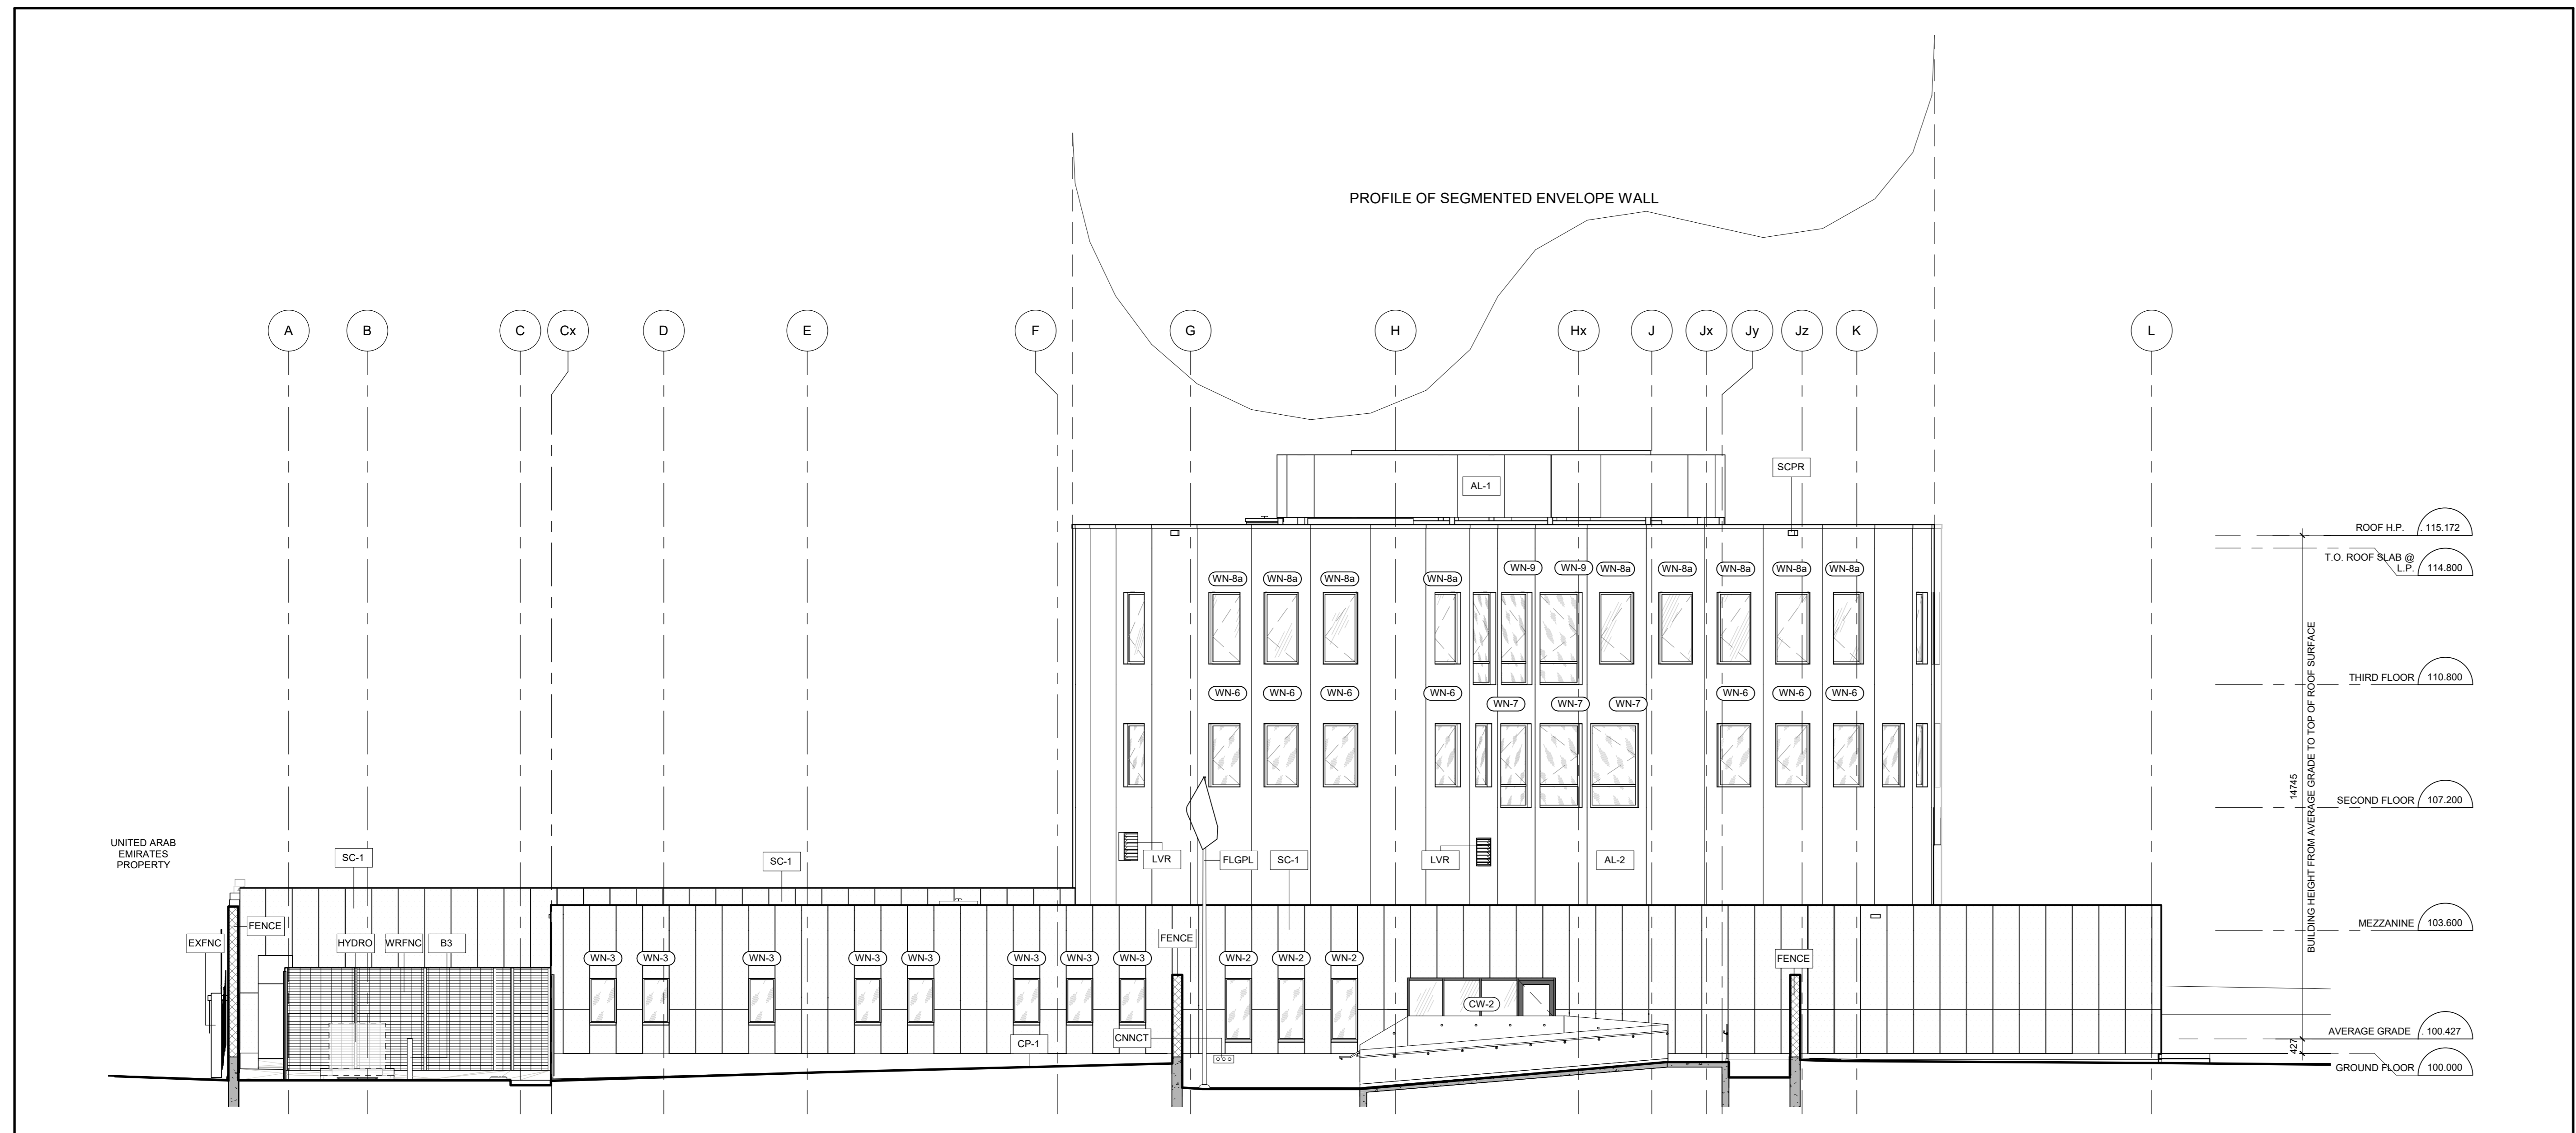 PROFILE OF SEGMENTED ENVELOPE WALL
A B C Cx D E F G H Hx J Jx Jy Jz K L
SCPR
AL-1
ROOF H.P. 115.172
T.O. ROOF SLAB @
L.P. 114.800
WN-9 WN-9 WN-8a WN-8a WN-8a WN-8a WN-8a
WN-8a WN-8a WN-8a WN-8a
THIRD FLOOR 110.800
WN-6 WN-6 WN-6 WN-6 WN-6 WN-6 WN-6
WN-7 WN-7 WN-7
BUILDING HEIGHT FROM AVERAGE GRADE TO TOP OF ROOF SURFACE
14745
SECOND FLOOR 107.200
UNITED ARAB
EMIRATES
PROPERTY
SC-1 SC-1 LVR FLGPL SC-1 LVR AL-2
MEZZANINE 103.600
FENCE
EXFNC HYDRO WRFNC B3 FENCE
WN-3 WN-3 WN-3 WN-3 WN-3 WN-3 WN-3 WN-3 WN-2 WN-2 WN-2 FENCE
CW-2
AVERAGE GRADE 100.427
CP-1 CNNCT
427
GROUND FLOOR 100.000